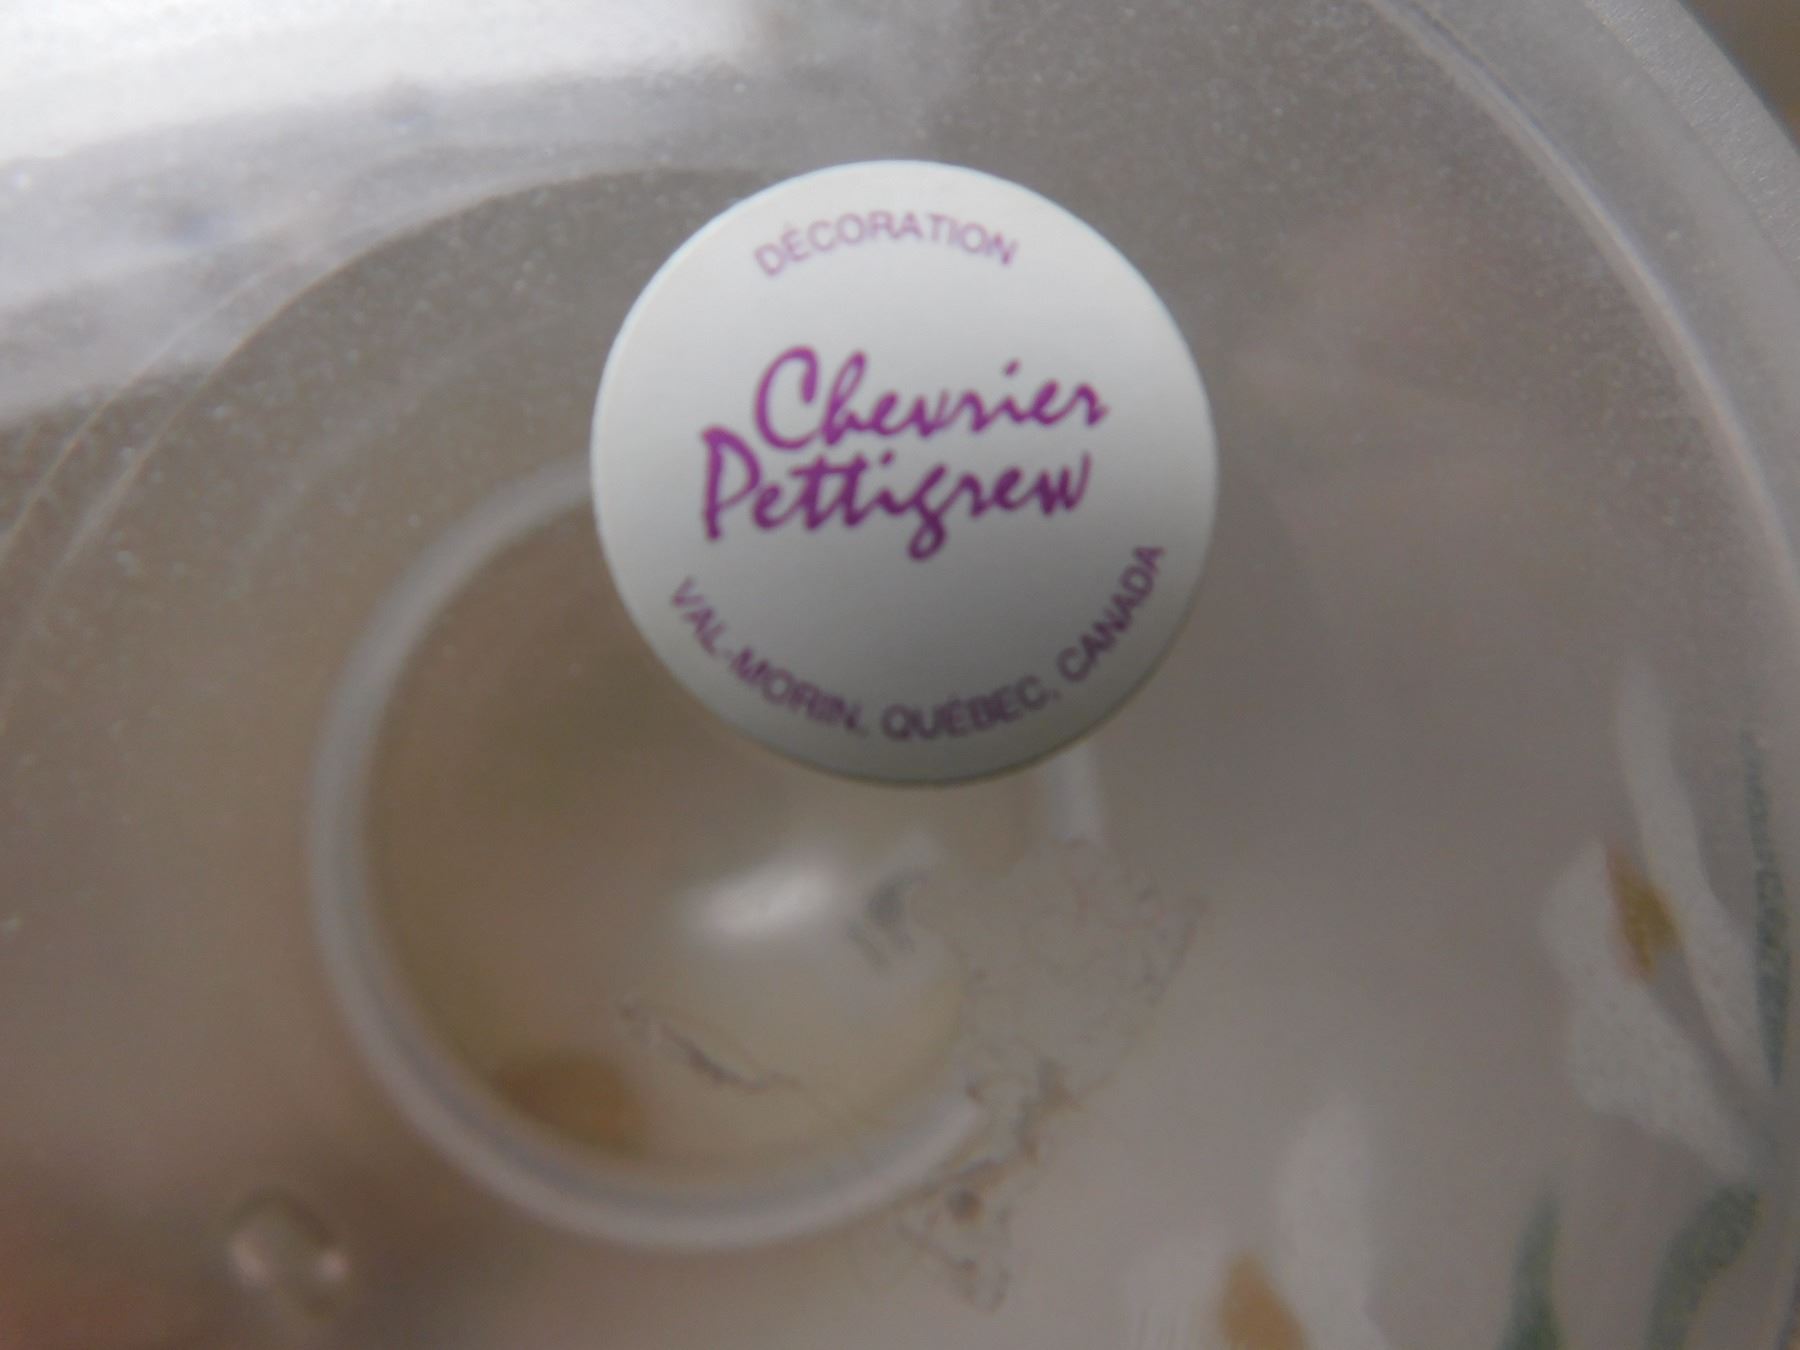 DÉCORATION
Chevrier
Pettigrew
VAL-MORIN, QUÉBEC, CANADA